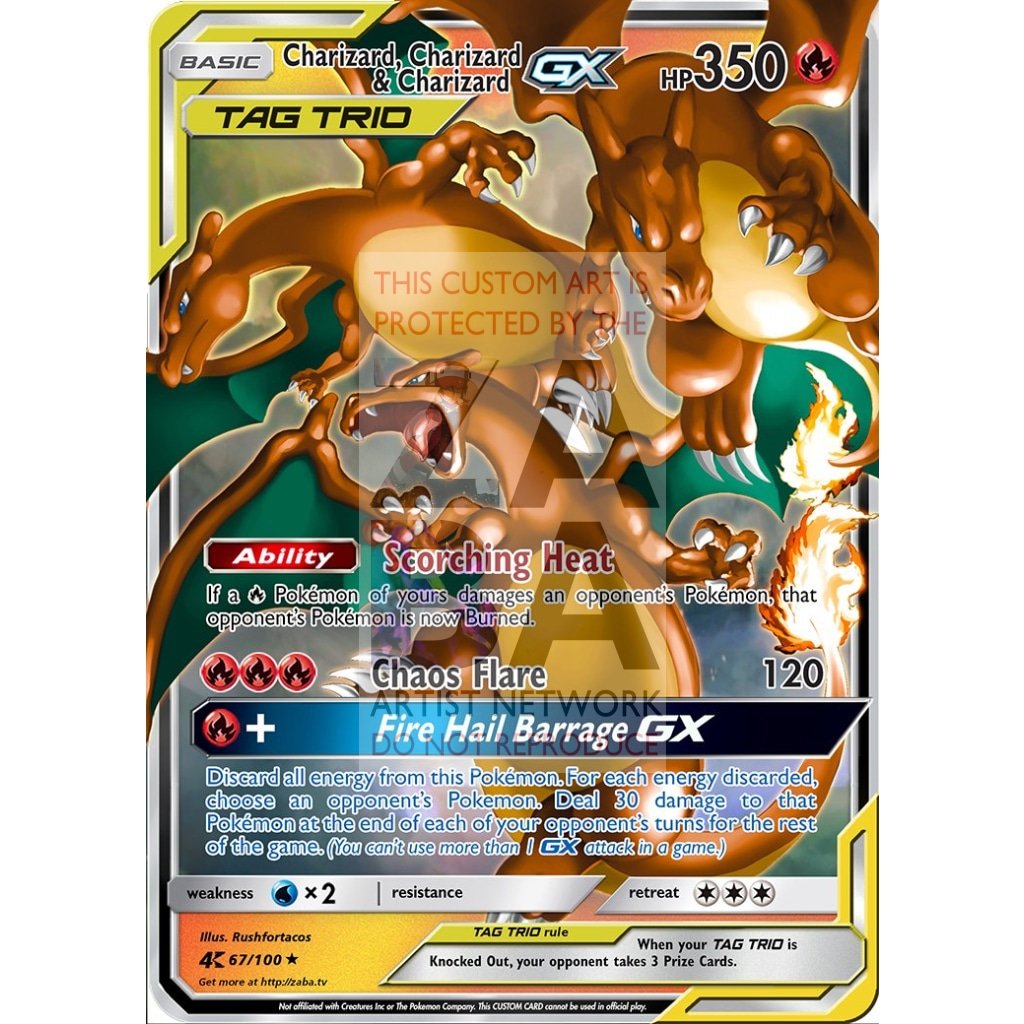 BASIC
Charizard, Charizard
& Charizard GX
HP350
TAG TRIO
THIS CUSTOM ART IS
PROTECTED BY THE
ZA
BA
ARTIST NETWORK
DO NOT REPRODUCE
Ability Scorching Heat
If a Pokémon of yours damages an opponent's Pokémon, that
opponent's Pokémon is now Burned.
Chaos Flare 120
+ Fire Hail Barrage GX
Discard all energy from this Pokémon. For each energy discarded,
choose an opponent's Pokemon. Deal 30 damage to that
Pokémon at the end of each of your opponent's turns for the rest
of the game. (You can't use more than 1 GX attack in a game.)
weakness ×2 resistance retreat
Illus. Rushfortacos
4K 67/100 ★
Get more at http://zaba.tv
TAG TRIO rule
When your TAG TRIO is
Knocked Out, your opponent takes 3 Prize Cards.
Not affiliated with Creatures Inc or The Pokemon Company. This CUSTOM CARD cannot be used in official play.